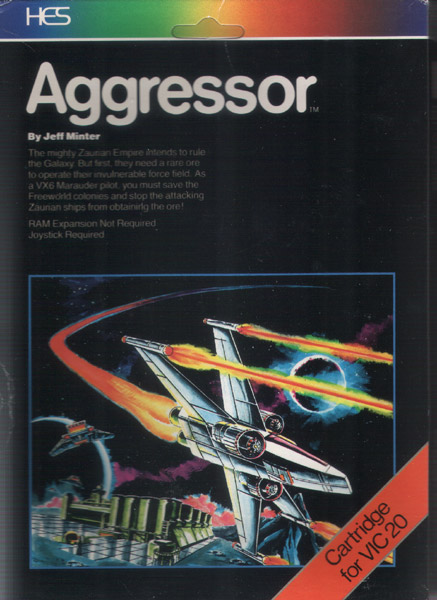 HES
Aggressor™
By Jeff Minter
The mighty Zaurian Empire intends to rule
the Galaxy. But first, they need a rare ore
to operate their invulnerable force field. As
a VX6 Marauder pilot, you must save the
Freeworld colonies and stop the attacking
Zaurian ships from obtaining the ore!
RAM Expansion Not Required
Joystick Required
Cartridge
for VIC 20